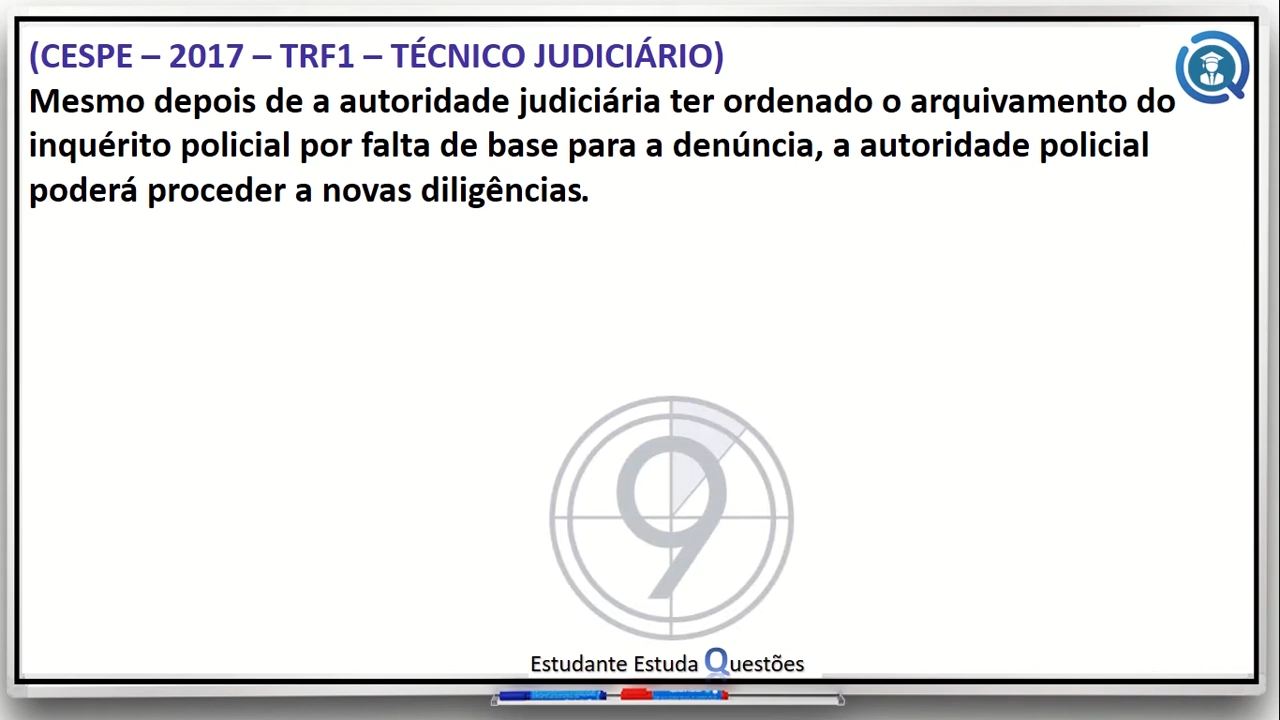 (CESPE – 2017 – TRF1 – TÉCNICO JUDICIÁRIO)
Mesmo depois de a autoridade judiciária ter ordenado o arquivamento do
inquérito policial por falta de base para a denúncia, a autoridade policial
poderá proceder a novas diligências.
9
Estudante Estuda Questões